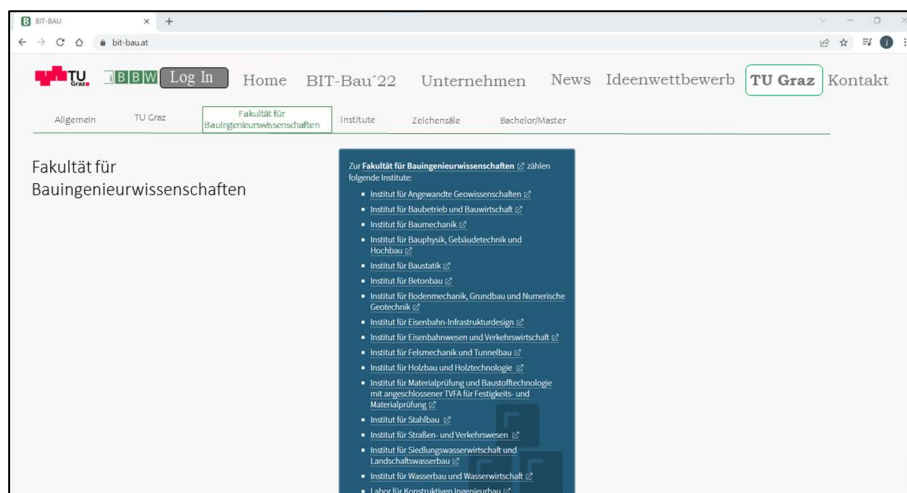 BIT-BAU
bit-bau.at
TU Graz
IBBW
Log In
Home
BIT-Bau´22
Unternehmen
News
Ideenwettbewerb
TU Graz
Kontakt
Allgemein
TU Graz
Fakultät für
Bauingenieurswissenschaften
Institute
Zeichensäle
Bachelor/Master
Fakultät für
Bauingenieurwissenschaften
Zur Fakultät für Bauingenieurwissenschaften zählen
folgende Institute:
Institut für Angewandte Geowissenschaften
Institut für Baubetrieb und Bauwirtschaft
Institut für Baumechanik
Institut für Bauphysik, Gebäudetechnik und
Hochbau
Institut für Baustatik
Institut für Betonbau
Institut für Bodenmechanik, Grundbau und Numerische
Geotechnik
Institut für Eisenbahn-Infrastrukturdesign
Institut für Eisenbahnwesen und Verkehrswirtschaft
Institut für Felsmechanik und Tunnelbau
Institut für Holzbau und Holztechnologie
Institut für Materialprüfung und Baustofftechnologie
mit angeschlossener TVFA für Festigkeits- und
Materialprüfung
Institut für Stahlbau
Institut für Straßen- und Verkehrswesen
Institut für Siedlungswasserwirtschaft und
Landschaftswasserbau
Institut für Wasserbau und Wasserwirtschaft
Labor für Konstruktiven Ingenieurbau